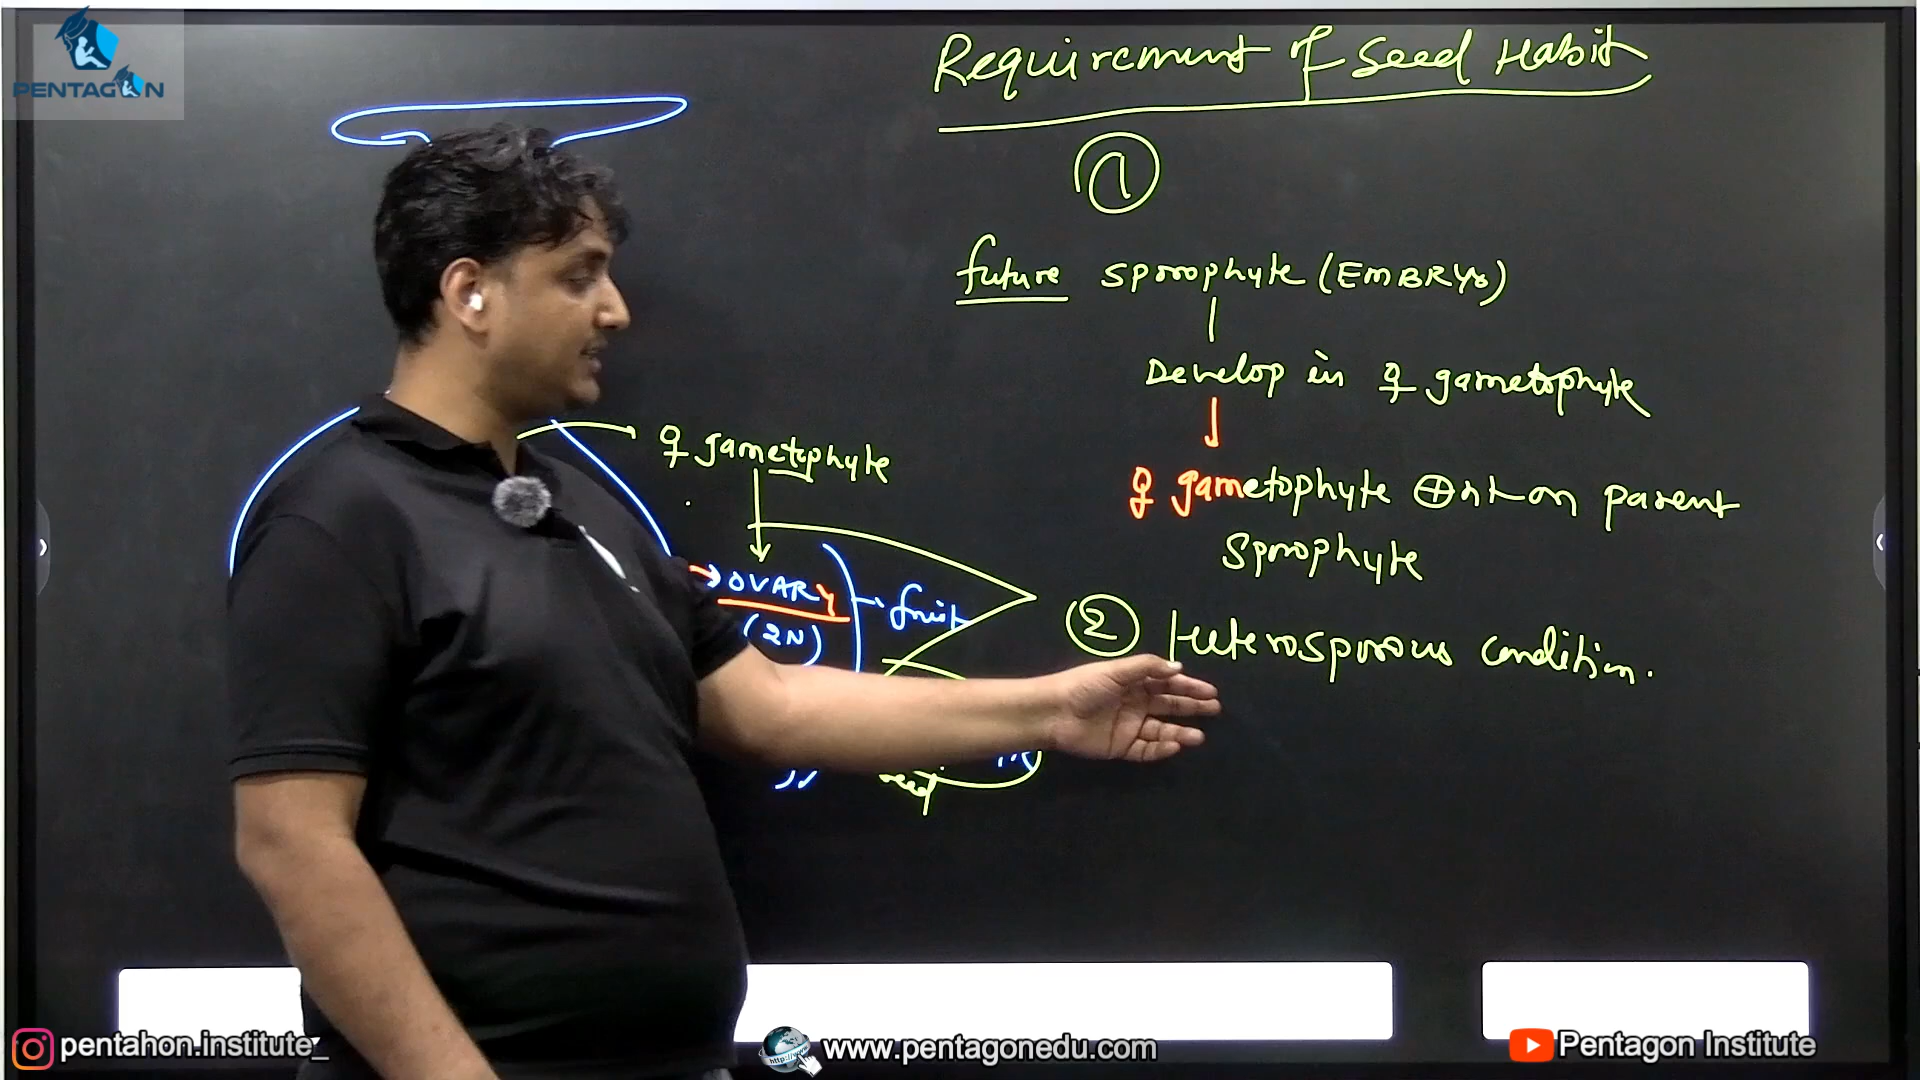 PENTAGON
Requirement of Seed Habit
1
future sporophyte (EMBRYO)
Develop in ♀ gametophyte
♀ gametophyte
♀ gametophyte on parent
sporophyte
OVARY
(2N)
fruit
2 Heterosporous condition.
seed
pentahon.institute_
www.pentagonedu.com
Pentagon Institute